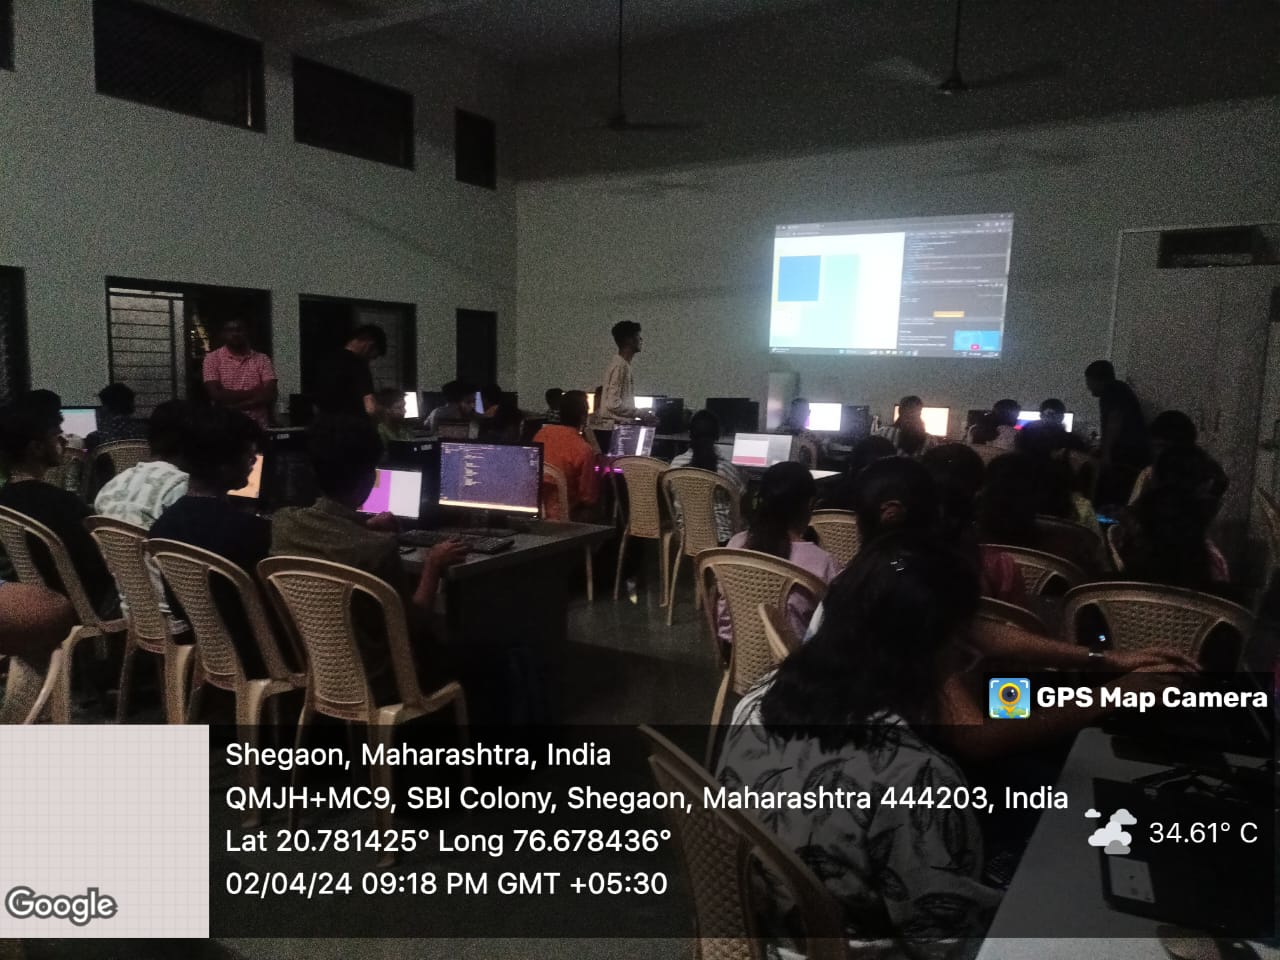 GPS Map Camera
Shegaon, Maharashtra, India
QMJH+MC9, SBI Colony, Shegaon, Maharashtra 444203, India
Lat 20.781425° Long 76.678436°
02/04/24 09:18 PM GMT +05:30
34.61° C
Google